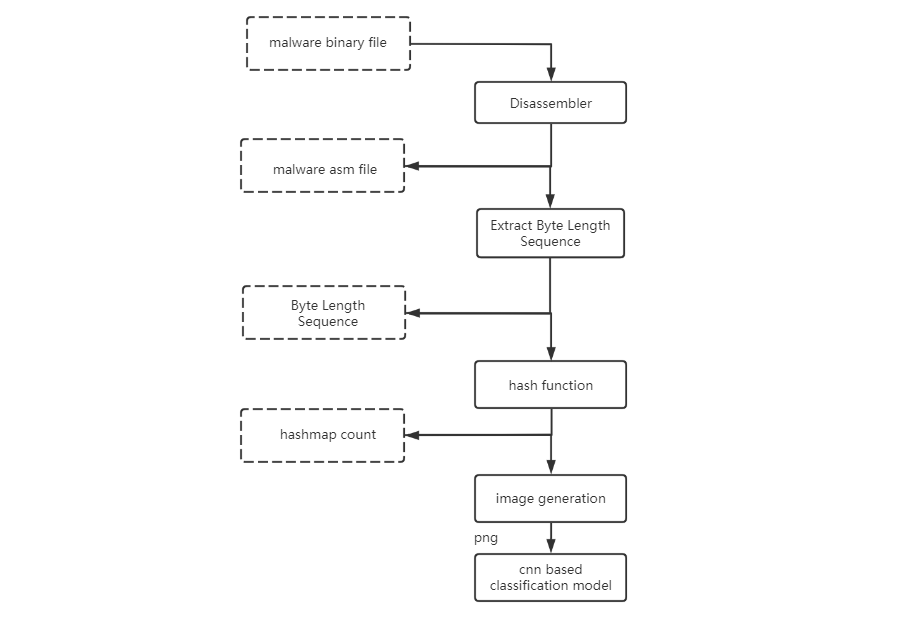 malware binary file
Disassembler
malware asm file
Extract Byte Length
Sequence
Byte Length
Sequence
hash function
hashmap count
image generation
png
cnn based
classification model